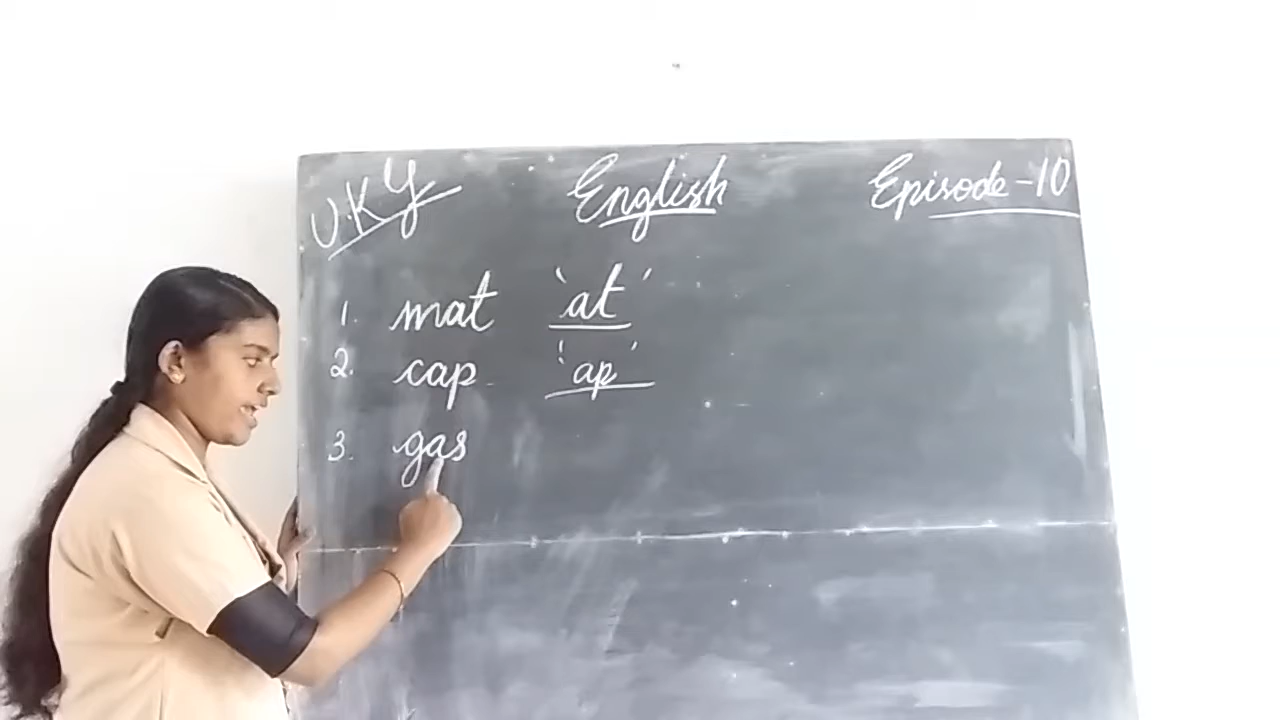 U.K.G English Episode-10
1. mat 'at'
2. cap 'ap'
3. gas